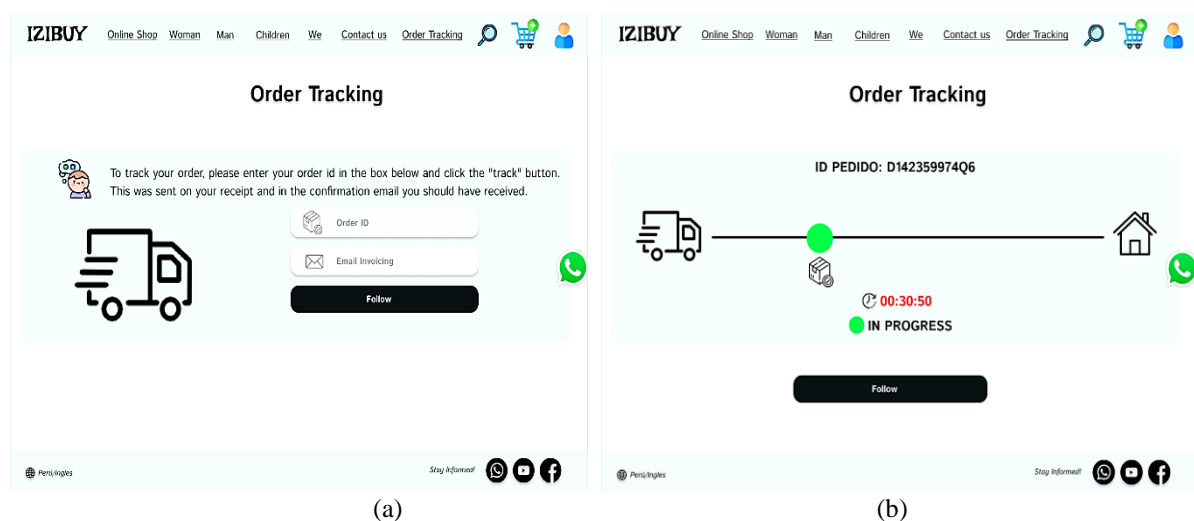 IZIBUY Online Shop Woman Man Children We Contact us Order Tracking
Order Tracking
To track your order, please enter your order id in the box below and click the "track" button.
This was sent on your receipt and in the confirmation email you should have received.
Order ID
Email Invoicing
Follow
Perú/Ingles
Stay Informed!
(a)
IZIBUY Online Shop Woman Man Children We Contact us Order Tracking
Order Tracking
ID PEDIDO: D142359974Q6
00:30:50
IN PROGRESS
Follow
Perú/Ingles
Stay Informed!
(b)